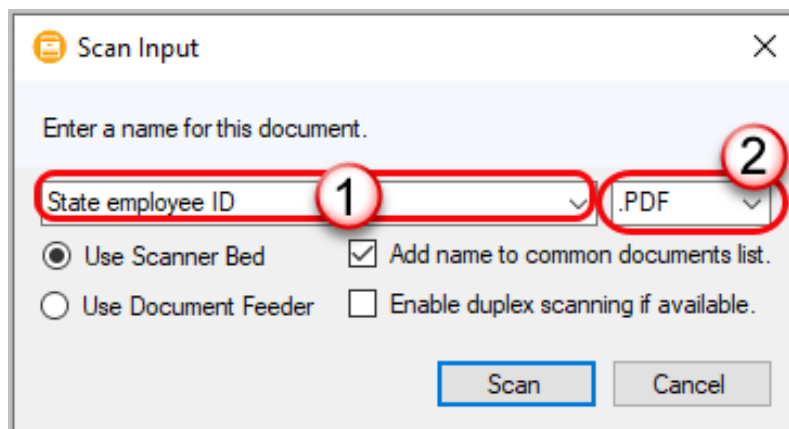 Scan Input
Enter a name for this document.
State employee ID 1 .PDF 2
Use Scanner Bed Add name to common documents list.
Use Document Feeder Enable duplex scanning if available.
Scan Cancel